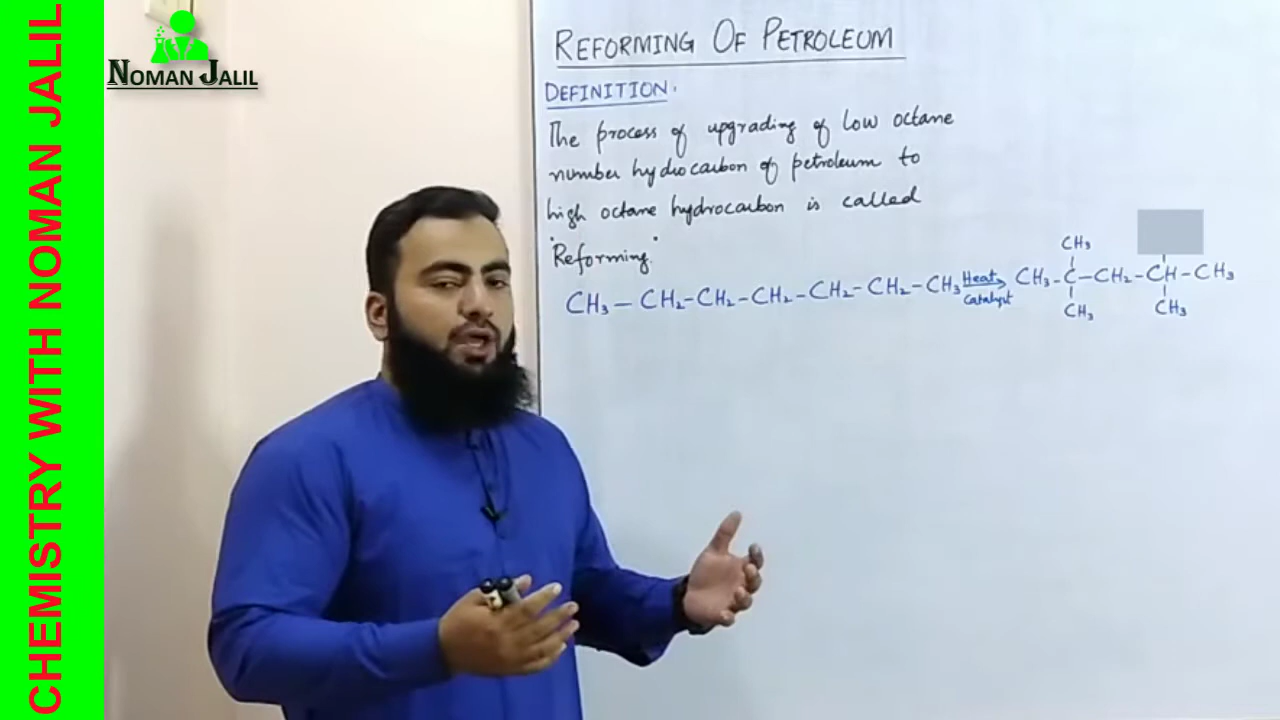 CHEMISTRY WITH NOMAN JALIL
NOMAN JALIL
REFORMING OF PETROLEUM
DEFINITION.
The process of upgrading of low octane
number hydrocarbon of petroleum to
high octane hydrocarbon is called
"Reforming."
CH₃ — CH₂-CH₂-CH₂-CH₂-CH₂-CH₃ Heat Catalyst CH₃-C-CH₂-CH-CH₃
CH₃
CH₃
CH₃